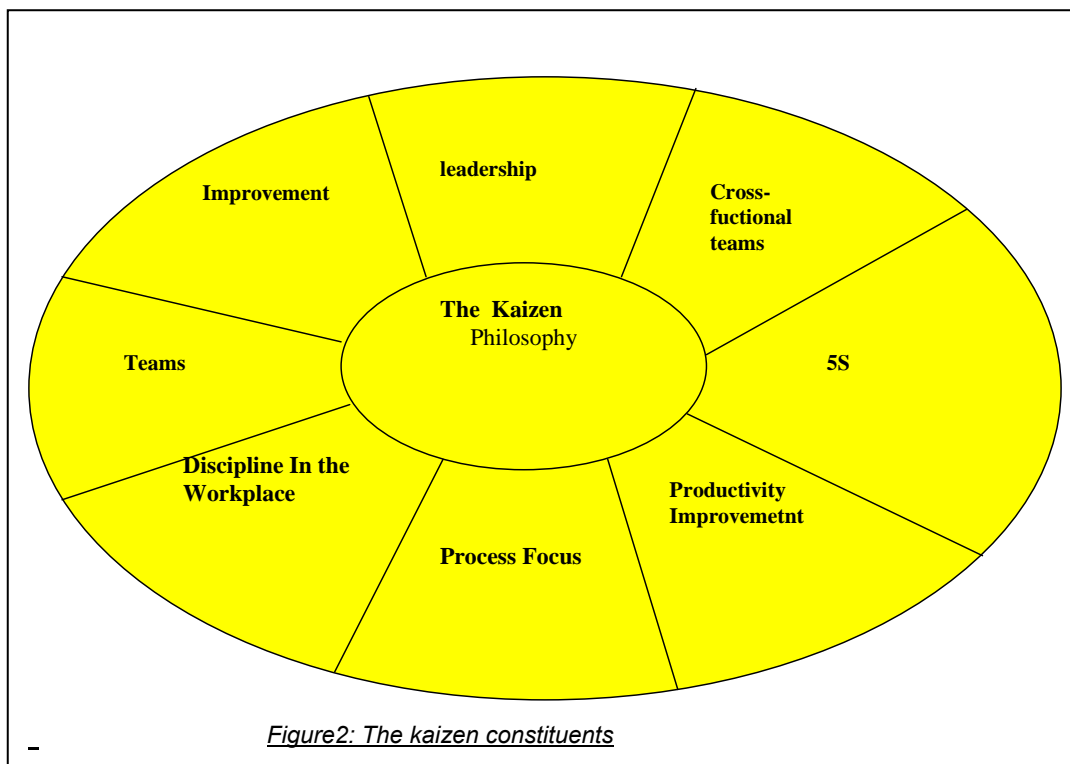 leadership
Improvement
Cross-
fuctional
teams
The Kaizen
Philosophy
Teams
5S
Discipline In the
Workplace
Productivity
Improvemetnt
Process Focus
Figure2: The kaizen constituents